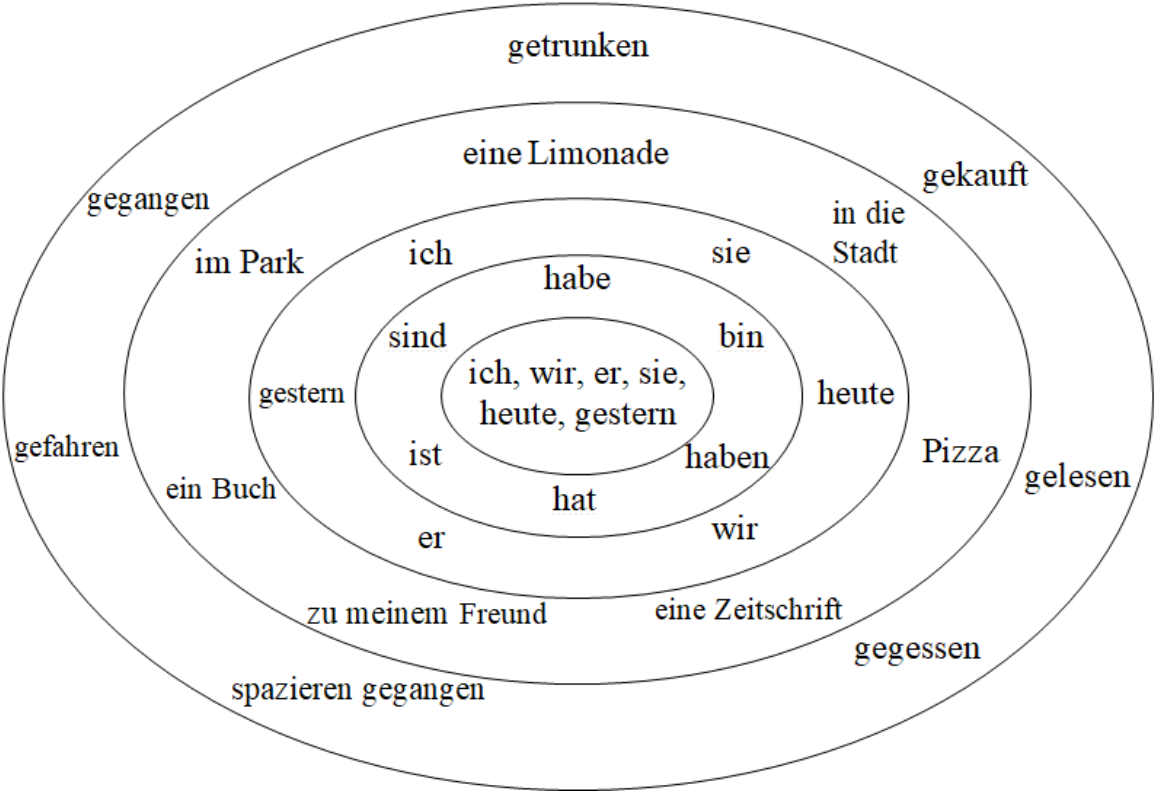 getrunken
eine Limonade
gekauft
gegangen
in die
Stadt
im Park
ich
sie
habe
sind
bin
ich, wir, er, sie,
heute, gestern
gestern
heute
gefahren
ist
haben
Pizza
gelesen
ein Buch
hat
er
wir
zu meinem Freund
eine Zeitschrift
gegessen
spazieren gegangen